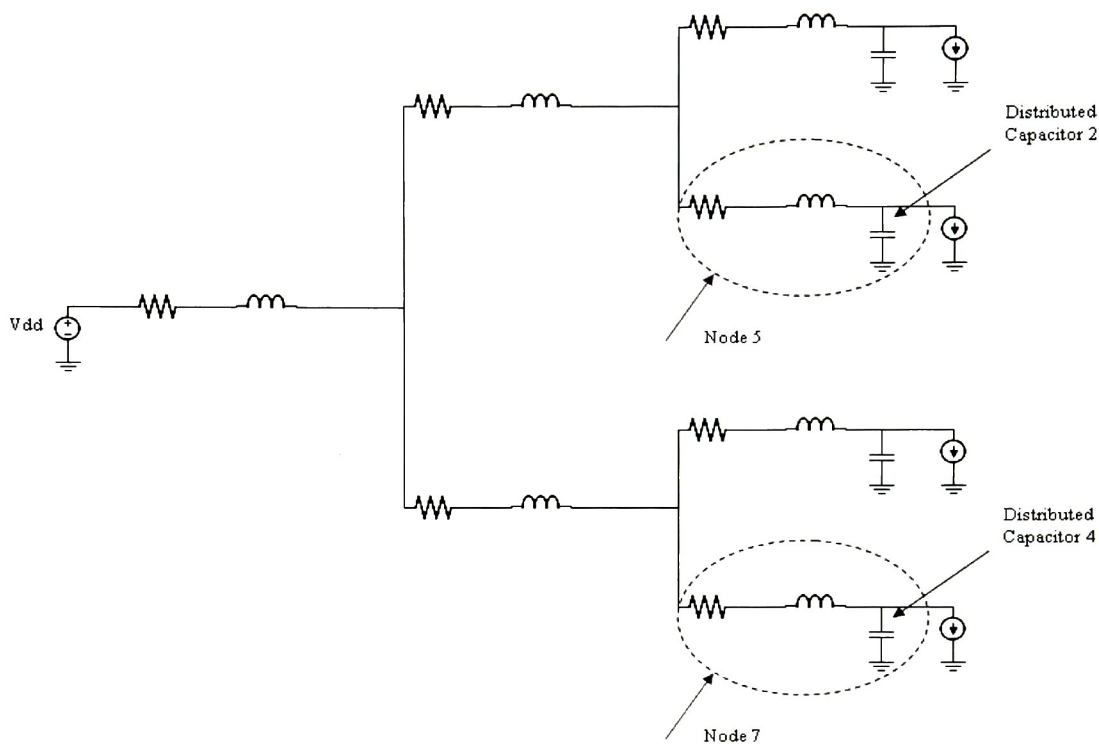 Distributed
Capacitor 2
Node 5
Vdd
Distributed
Capacitor 4
Node 7